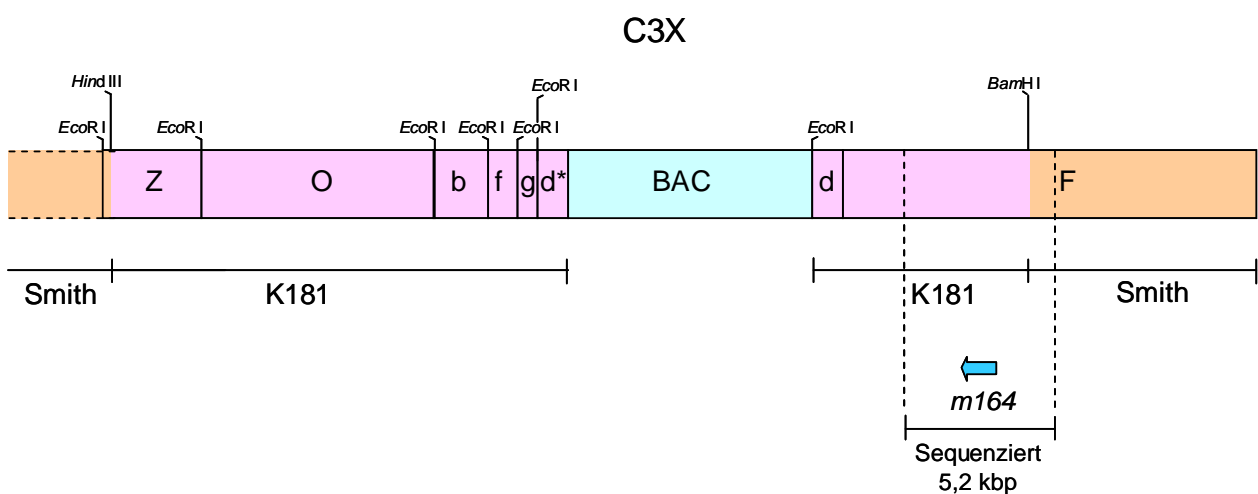 C3X
HindIII
EcoRI
BamHI
EcoRI
EcoRI
EcoRI
EcoRI
EcoRI
EcoRI
Z
O
b
f
g
d*
BAC
d
F
Smith
K181
K181
Smith
m164
Sequenziert
5,2 kbp